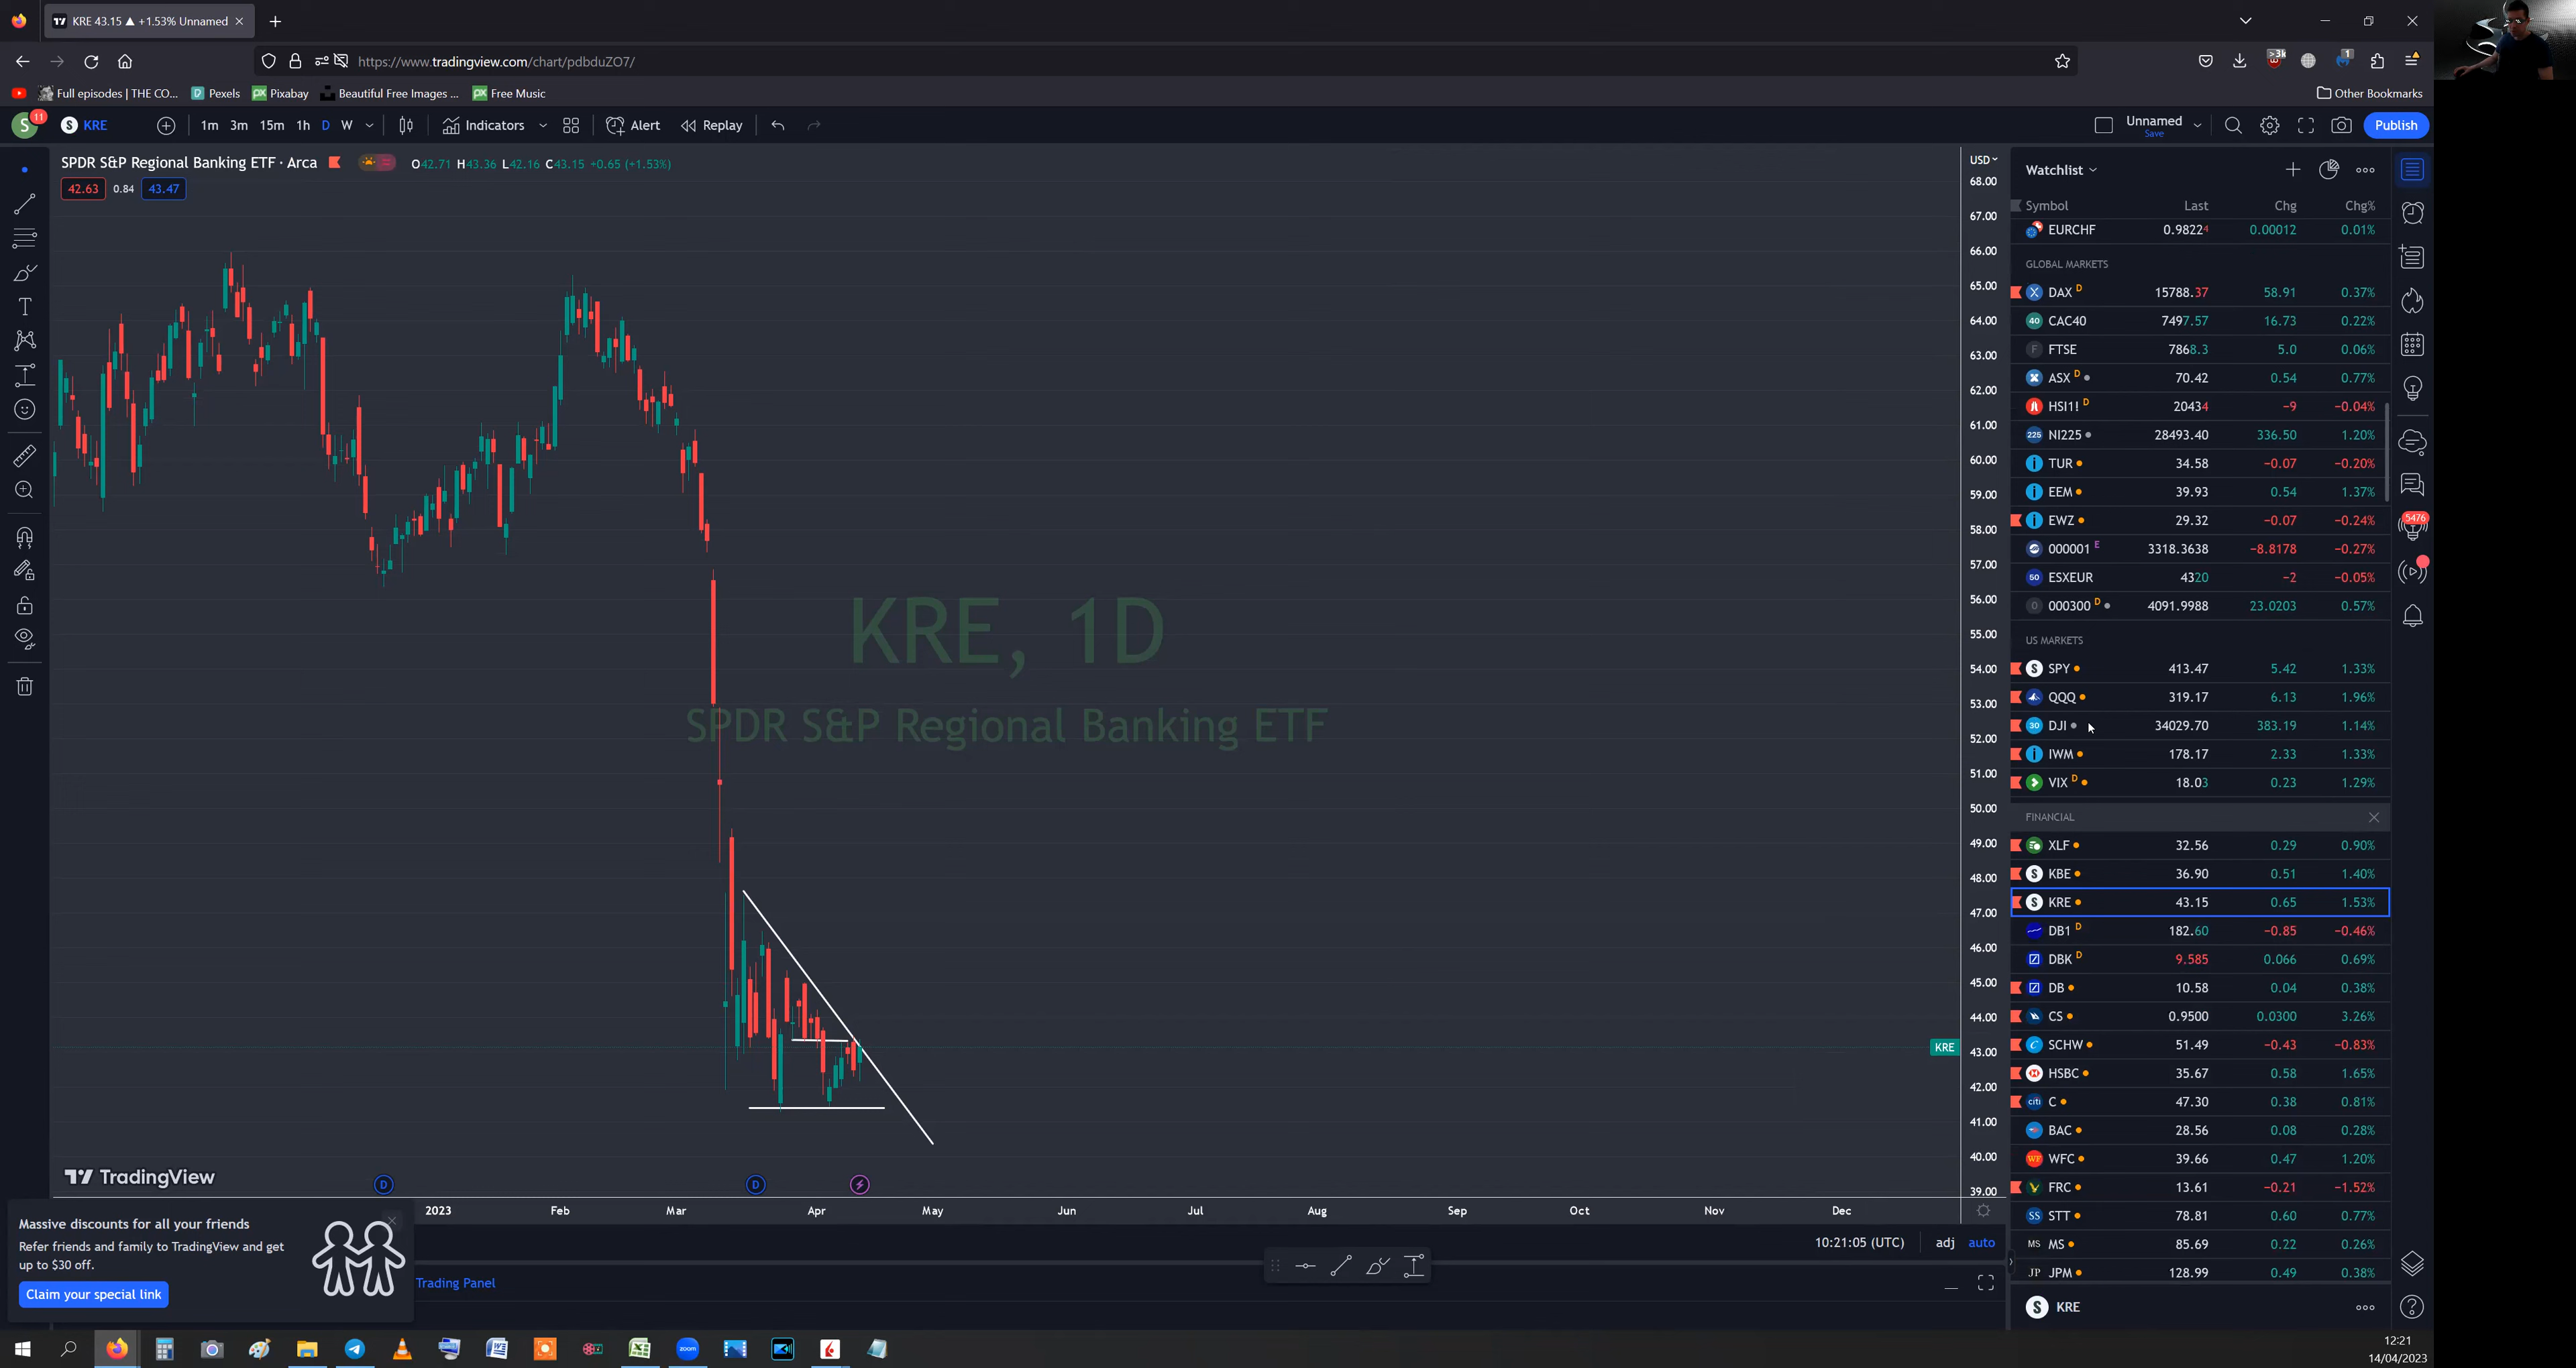 KRE 43.15 ▲ +1.53% Unnamed
https://www.tradingview.com/chart/pdbduZO7/
>3k
1
Full episodes | THE CO...
Pexels
Pixabay
Beautiful Free Images ...
Free Music
Other Bookmarks
S 11
KRE
1m 3m 15m 1h D W
Indicators
Alert
Replay
Unnamed
Save
Publish
SPDR S&P Regional Banking ETF · Arca
O42.71 H43.36 L42.16 C43.15 +0.65 (+1.53%)
42.63 0.84 43.47
USD
68.00
67.00
66.00
65.00
64.00
63.00
62.00
61.00
60.00
59.00
58.00
57.00
56.00
55.00
54.00
53.00
52.00
51.00
50.00
49.00
48.00
47.00
46.00
45.00
44.00
43.00
42.00
41.00
40.00
39.00
KRE
KRE, 1D
SPDR S&P Regional Banking ETF
TradingView
D
D
2023 Feb Mar Apr May Jun Jul Aug Sep Oct Nov Dec
10:21:05 (UTC) adj auto
Trading Panel
Massive discounts for all your friends
Refer friends and family to TradingView and get
up to $30 off.
Claim your special link
Watchlist
Symbol Last Chg Chg%
EURCHF 0.98224 0.00012 0.01%
GLOBAL MARKETS
DAX D 15788.37 58.91 0.37%
40 CAC40 7497.57 16.73 0.22%
F FTSE 7868.3 5.0 0.06%
ASX D 70.42 0.54 0.77%
HSI1! D 20434 −9 −0.04%
225 NI225 28493.40 336.50 1.20%
TUR 34.58 −0.07 −0.20%
EEM 39.93 0.54 1.37%
EWZ 29.32 −0.07 −0.24%
000001 E 3318.3638 −8.8178 −0.27%
50 ESXEUR 4320 −2 −0.05%
0 000300 D 4091.9988 23.0203 0.57%
US MARKETS
S SPY 413.47 5.42 1.33%
QQQ 319.17 6.13 1.96%
30 DJI 34029.70 383.19 1.14%
IWM 178.17 2.33 1.33%
VIX D 18.03 0.23 1.29%
FINANCIAL
XLF 32.56 0.29 0.90%
S KBE 36.90 0.51 1.40%
S KRE 43.15 0.65 1.53%
DB1 D 182.60 −0.85 −0.46%
DBK D 9.585 0.066 0.69%
DB 10.58 0.04 0.38%
CS 0.9500 0.0300 3.26%
SCHW 51.49 −0.43 −0.83%
HSBC 35.67 0.58 1.65%
citi C 47.30 0.38 0.81%
BAC 28.56 0.08 0.28%
WF WFC 39.66 0.47 1.20%
FRC 13.61 −0.21 −1.52%
SS STT 78.81 0.60 0.77%
MS MS 85.69 0.22 0.26%
JP JPM 128.99 0.49 0.38%
S KRE
5476
zoom
12:21
14/04/2023